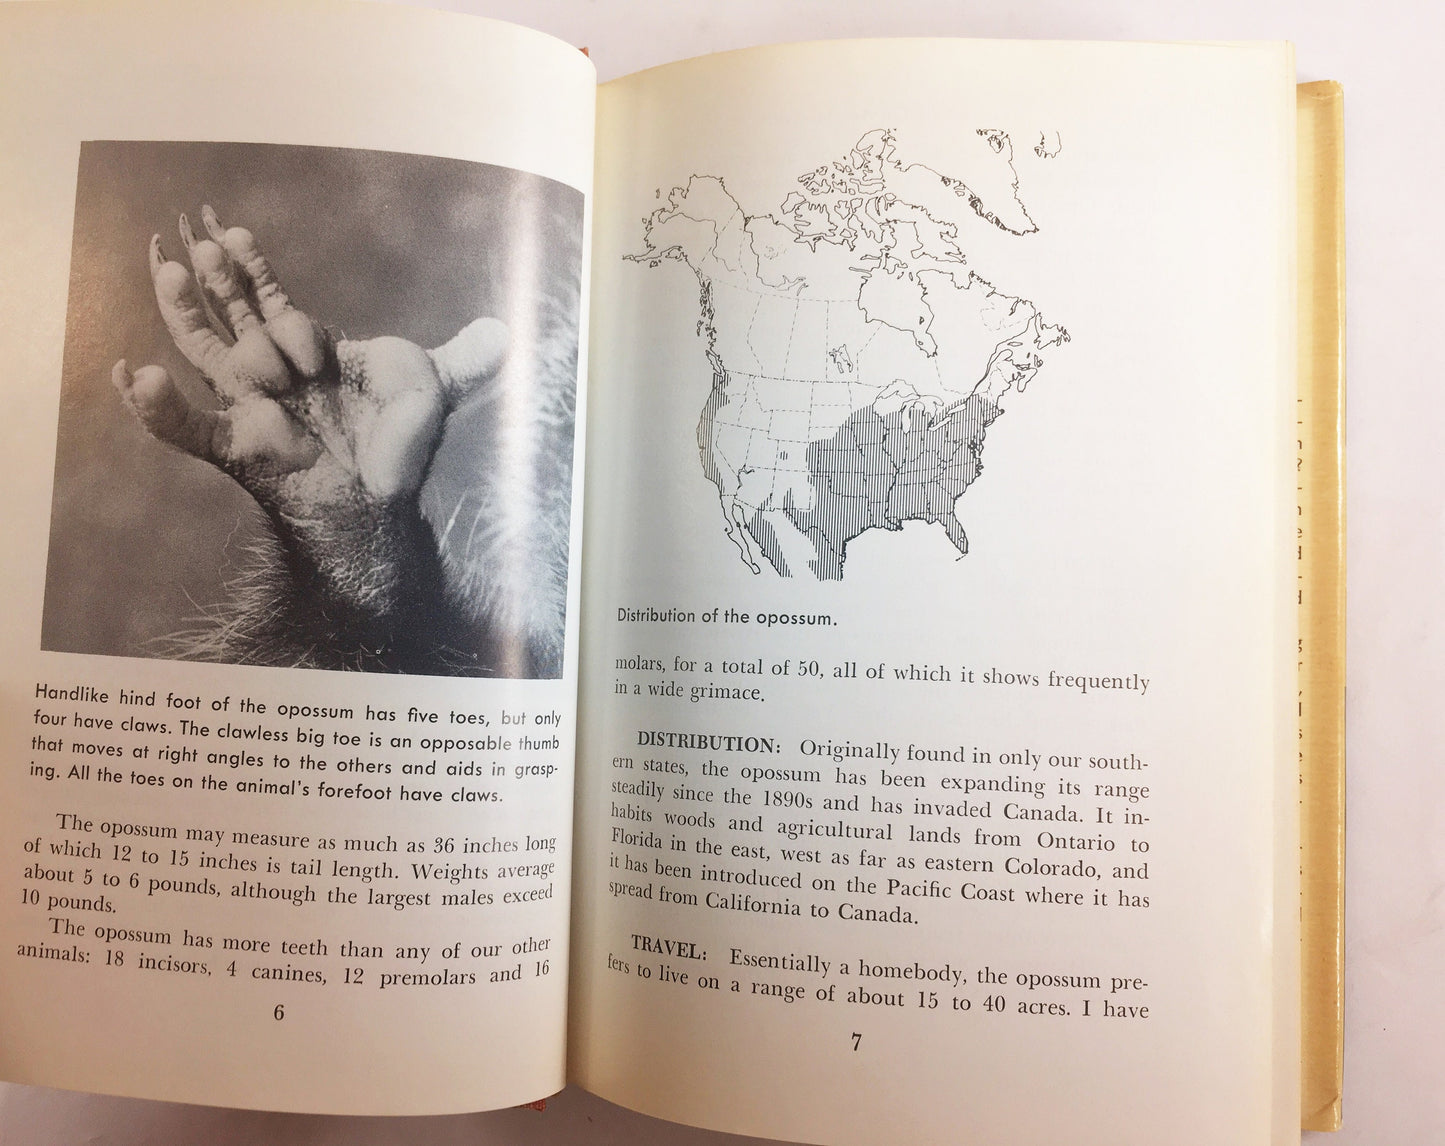 Handlike hind foot of the opossum has five toes, but only
four have claws. The clawless big toe is an opposable thumb
that moves at right angles to the others and aids in grasp-
ing. All the toes on the animal's forefoot have claws.
The opossum may measure as much as 36 inches long
of which 12 to 15 inches is tail length. Weights average
about 5 to 6 pounds, although the largest males exceed
10 pounds.
The opossum has more teeth than any of our other
animals: 18 incisors, 4 canines, 12 premolars and 16
6
Distribution of the opossum.
molars, for a total of 50, all of which it shows frequently
in a wide grimace.
DISTRIBUTION: Originally found in only our south-
ern states, the opossum has been expanding its range
steadily since the 1890s and has invaded Canada. It in-
habits woods and agricultural lands from Ontario to
Florida in the east, west as far as eastern Colorado, and
it has been introduced on the Pacific Coast where it has
spread from California to Canada.
TRAVEL: Essentially a homebody, the opossum pre-
fers to live on a range of about 15 to 40 acres. I have
7